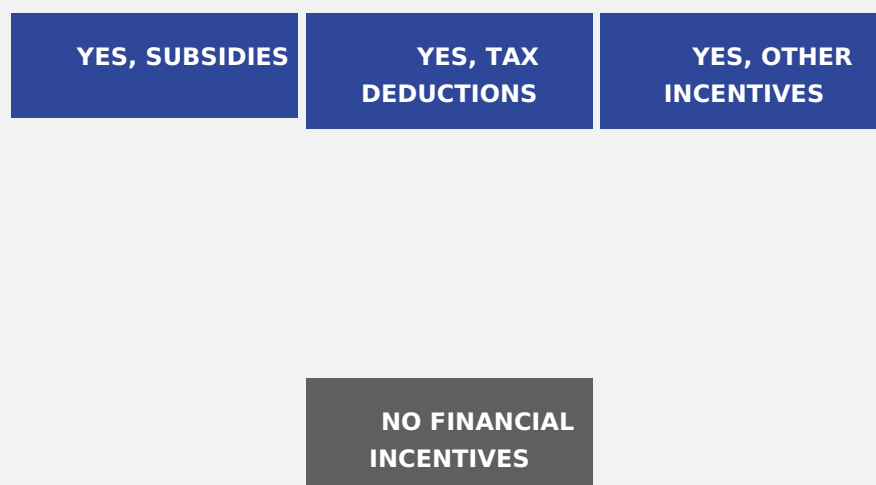 YES, SUBSIDIES
YES, TAX
DEDUCTIONS
YES, OTHER
INCENTIVES
NO FINANCIAL
INCENTIVES